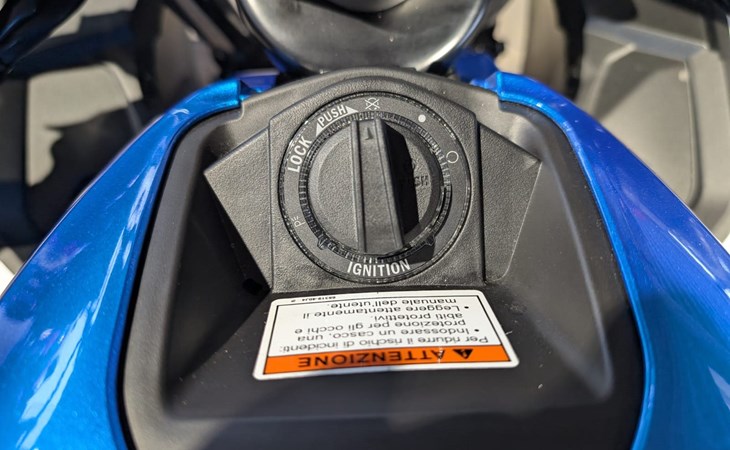 PUSH
LOCK
IGNITION
ATTENZIONE
Per ridurre il rischio di incidenti:
• Indossare un casco, una
protezione per gli occhi e
abiti protettivi.
• Leggere attentamente il
manuale dell'utente.